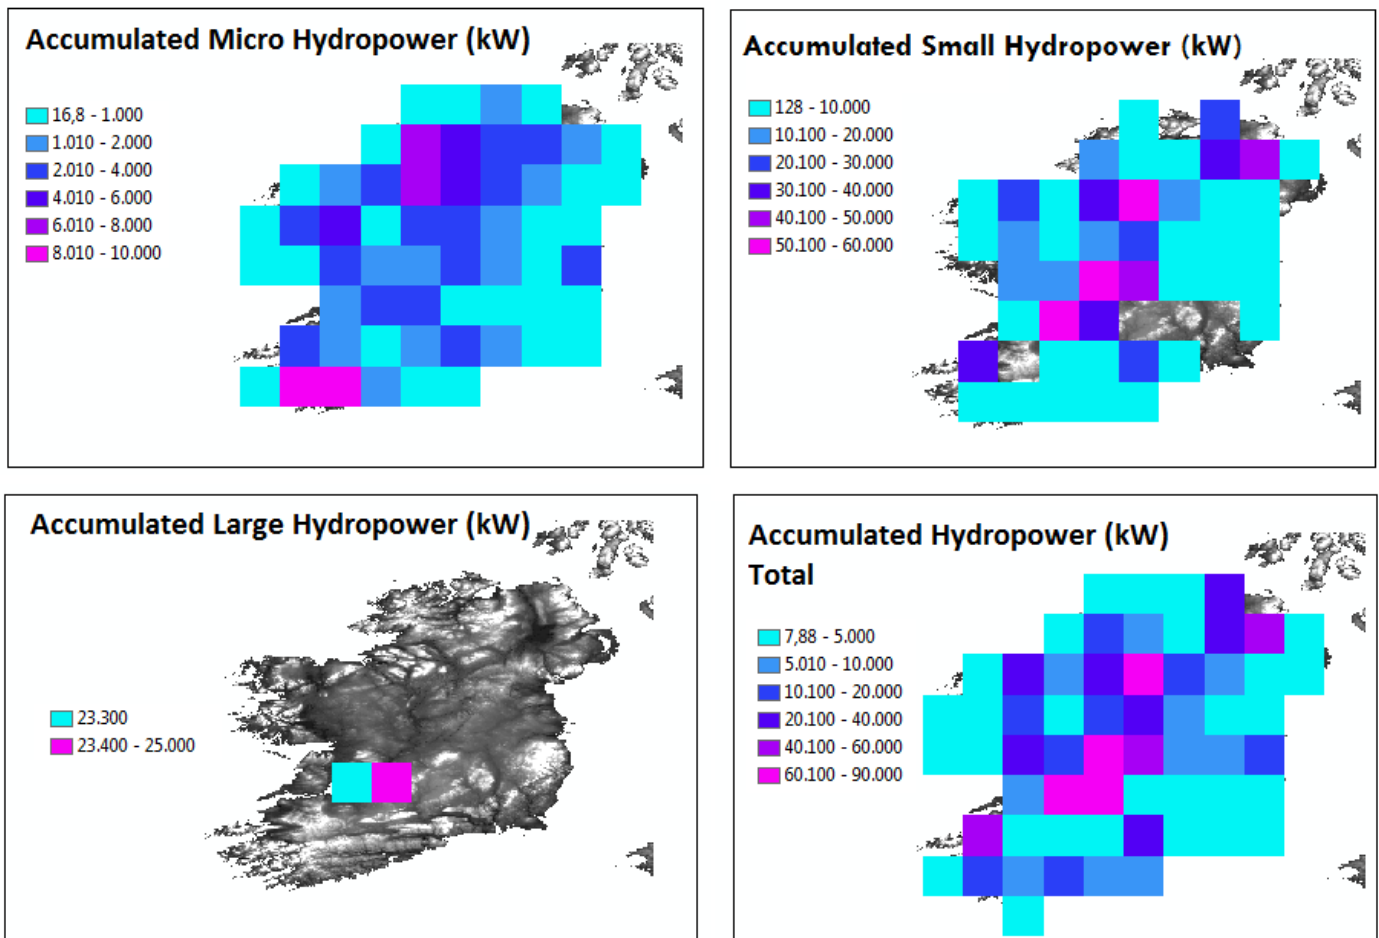 Accumulated Micro Hydropower (kW)
16,8 - 1.000
1.010 - 2.000
2.010 - 4.000
4.010 - 6.000
6.010 - 8.000
8.010 - 10.000
Accumulated Small Hydropower (kW)
128 - 10.000
10.100 - 20.000
20.100 - 30.000
30.100 - 40.000
40.100 - 50.000
50.100 - 60.000
Accumulated Large Hydropower (kW)
23.300
23.400 - 25.000
Accumulated Hydropower (kW)
Total
7,88 - 5.000
5.010 - 10.000
10.100 - 20.000
20.100 - 40.000
40.100 - 60.000
60.100 - 90.000